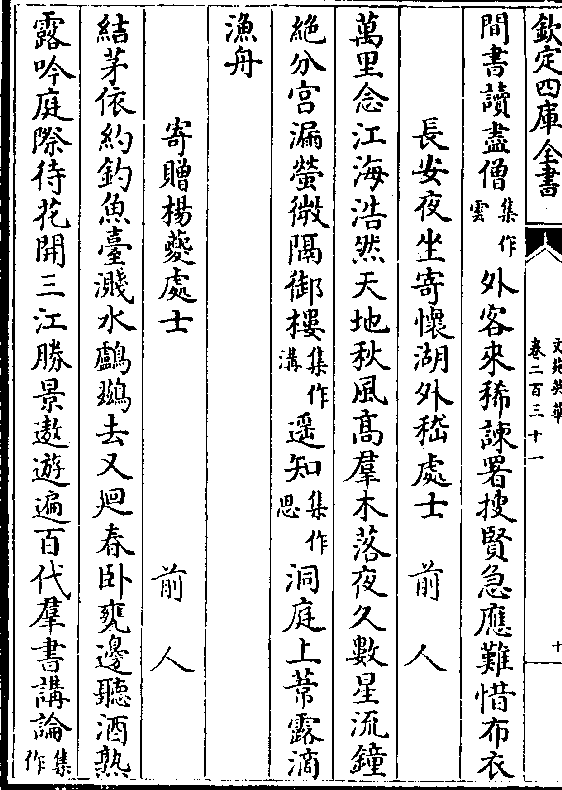 欽定四庫全書
文苑英華
卷二百三十一
十
間書讀盡僧集作雲外客來稀諫署搜賢急應難惜布衣
長安夜坐寄懷湖外嵇處士 前人
萬里念江海浩然天地秋風高羣木落夜久數星流鐘
絶分宮漏螢微隔御樓集作溝遥知集作思洞庭上葦露滴
漁舟
寄贈楊夔處士 前人
結茅依約釣魚臺濺水鸕鷀去又廻春卧甕邊聽酒熟
露吟庭際待花開三江勝景遨遊遍百代羣書講論集作